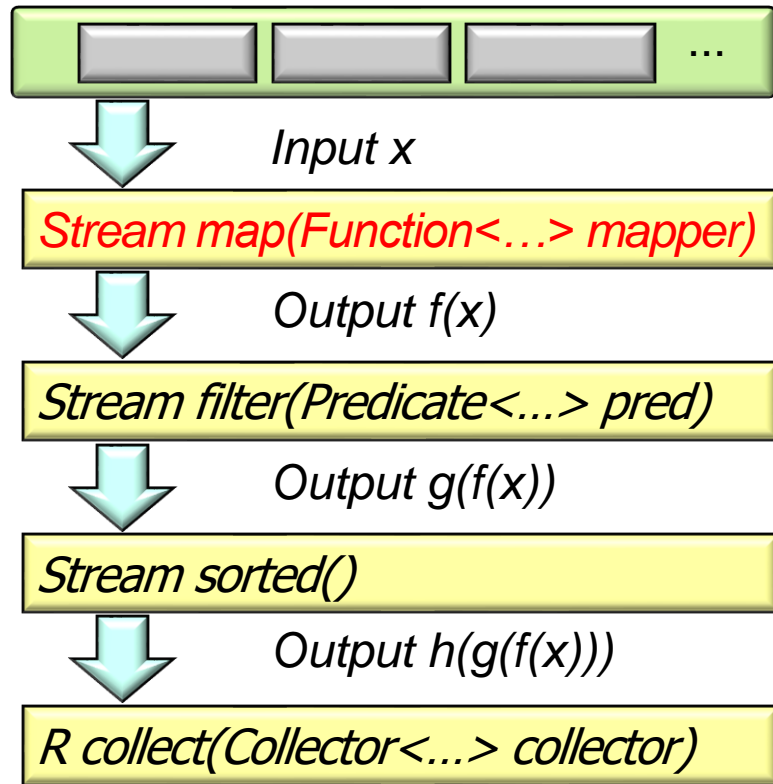 ...
Input x
Stream map(Function<…> mapper)
Output f(x)
Stream filter(Predicate<...> pred)
Output g(f(x))
Stream sorted()
Output h(g(f(x)))
R collect(Collector<...> collector)